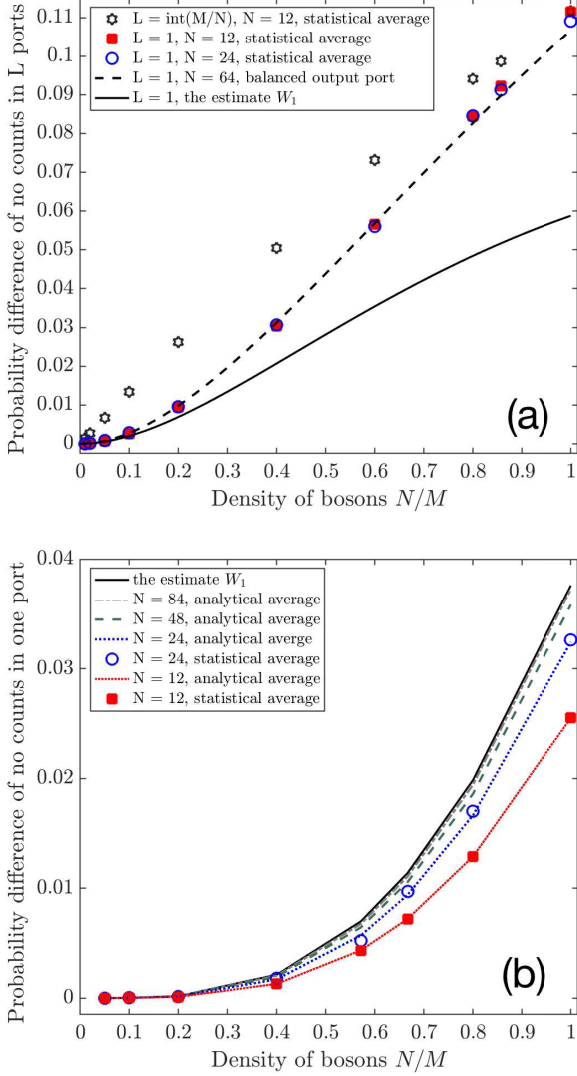 Probability difference of no counts in L ports
0.11
0.1
0.09
0.08
0.07
0.06
0.05
0.04
0.03
0.02
0.01
0
L = int(M/N), N = 12, statistical average
L = 1, N = 12, statistical average
L = 1, N = 24, statistical average
L = 1, N = 64, balanced output port
L = 1, the estimate W₁
(a)
0 0.1 0.2 0.3 0.4 0.5 0.6 0.7 0.8 0.9 1
Density of bosons N/M
Probability difference of no counts in one port
0.04
0.03
0.02
0.01
0
the estimate W₁
N = 84, analytical average
N = 48, analytical average
N = 24, analytical averge
N = 24, statistical average
N = 12, analytical average
N = 12, statistical average
(b)
0 0.1 0.2 0.3 0.4 0.5 0.6 0.7 0.8 0.9 1
Density of bosons N/M